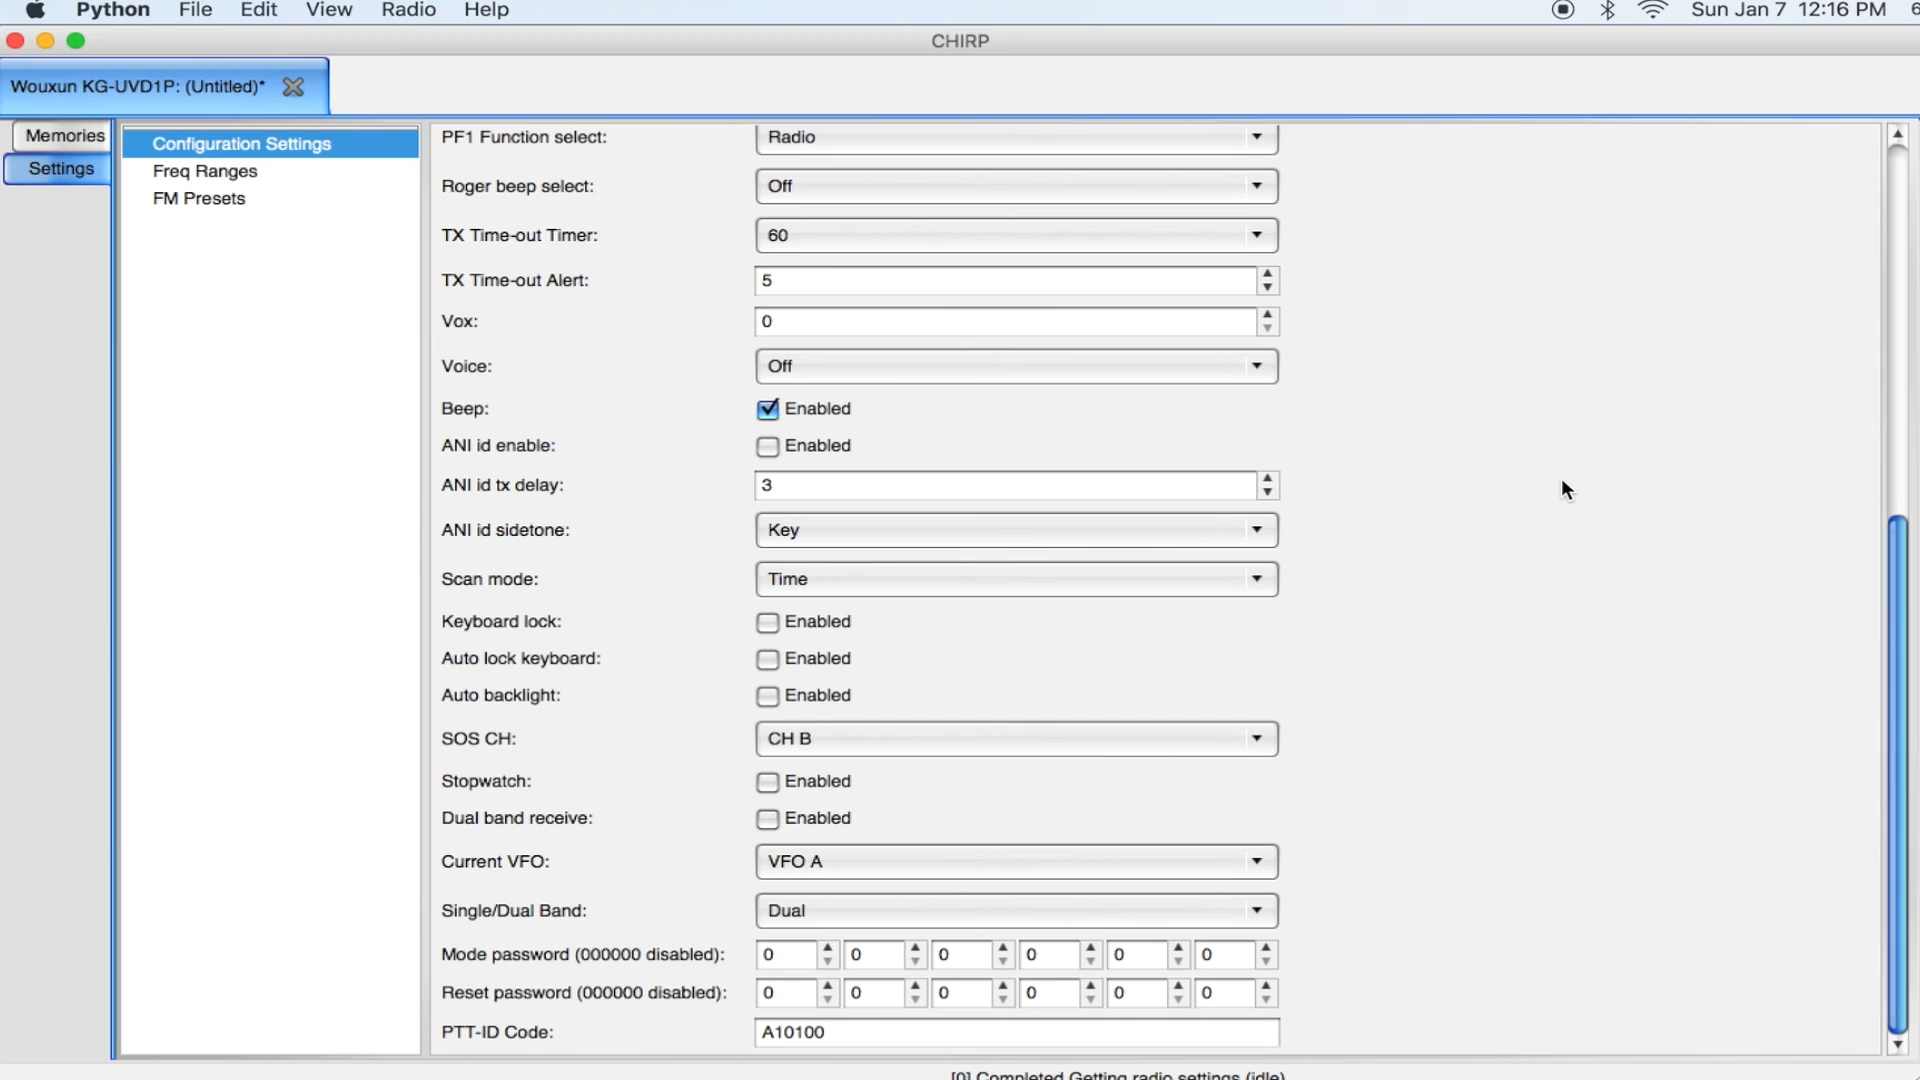 Python File Edit View Radio Help Sun Jan 7 12:16 PM
CHIRP
Wouxun KG-UVD1P: (Untitled)*
Memories
Settings
Configuration Settings
Freq Ranges
FM Presets
PF1 Function select: Radio
Roger beep select: Off
TX Time-out Timer: 60
TX Time-out Alert: 5
Vox: 0
Voice: Off
Beep: Enabled
ANI id enable: Enabled
ANI id tx delay: 3
ANI id sidetone: Key
Scan mode: Time
Keyboard lock: Enabled
Auto lock keyboard: Enabled
Auto backlight: Enabled
SOS CH: CH B
Stopwatch: Enabled
Dual band receive: Enabled
Current VFO: VFO A
Single/Dual Band: Dual
Mode password (000000 disabled): 0 0 0 0 0 0
Reset password (000000 disabled): 0 0 0 0 0 0
PTT-ID Code: A10100
[0] Completed Getting radio settings (idle)